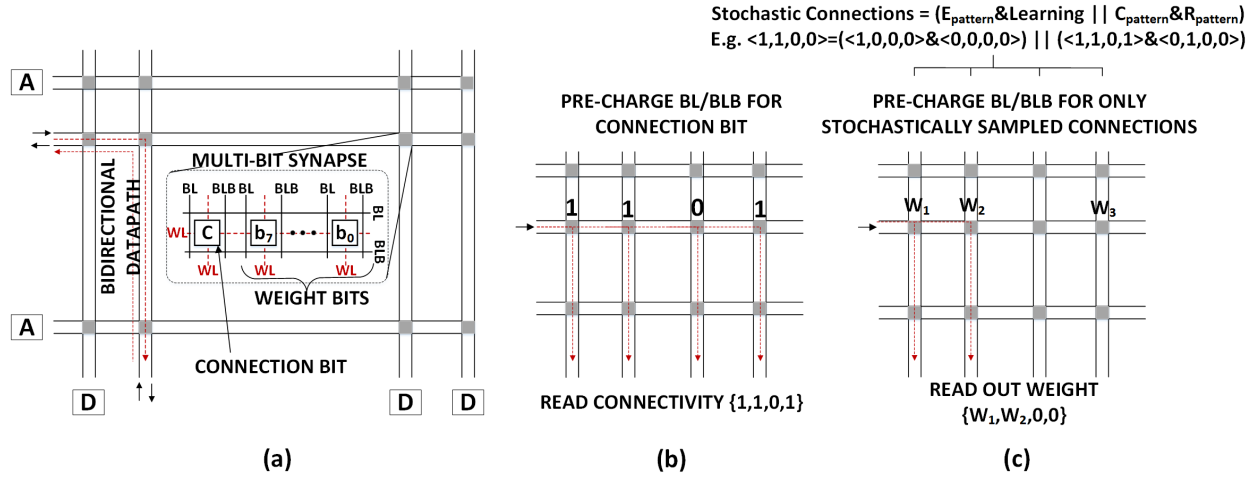 Stochastic Connections = (Epattern&Learning || Cpattern&Rpattern)
E.g. <1,1,0,0>=(<1,0,0,0>&<0,0,0,0>) || (<1,1,0,1>&<0,1,0,0>)
A
MULTI-BIT SYNAPSE
BL BLB BL BLB BL BLB
BL
WL C b7 ••• b0
BLB
WL WL WL
WEIGHT BITS
BIDIRECTIONAL
DATAPATH
A
CONNECTION BIT
D D D
(a)
PRE-CHARGE BL/BLB FOR
CONNECTION BIT
1 1 0 1
READ CONNECTIVITY {1,1,0,1}
(b)
PRE-CHARGE BL/BLB FOR ONLY
STOCHASTICALLY SAMPLED CONNECTIONS
W1 W2 W3
READ OUT WEIGHT
{W1,W2,0,0}
(c)